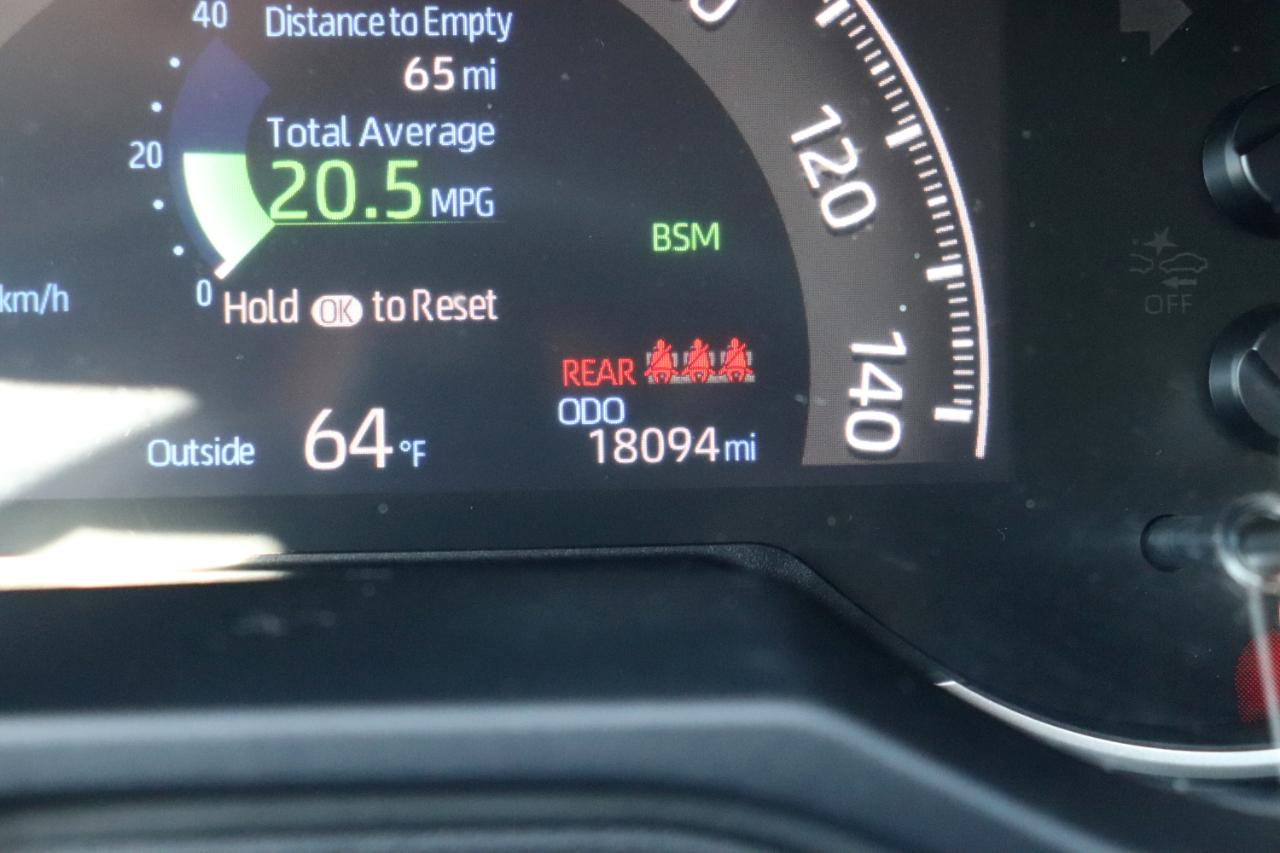 40
Distance to Empty
65 mi
Total Average
20
20.5 MPG
BSM
120
km/h
0
Hold OK to Reset
OFF
REAR
ODO
18094 mi
140
Outside 64 °F